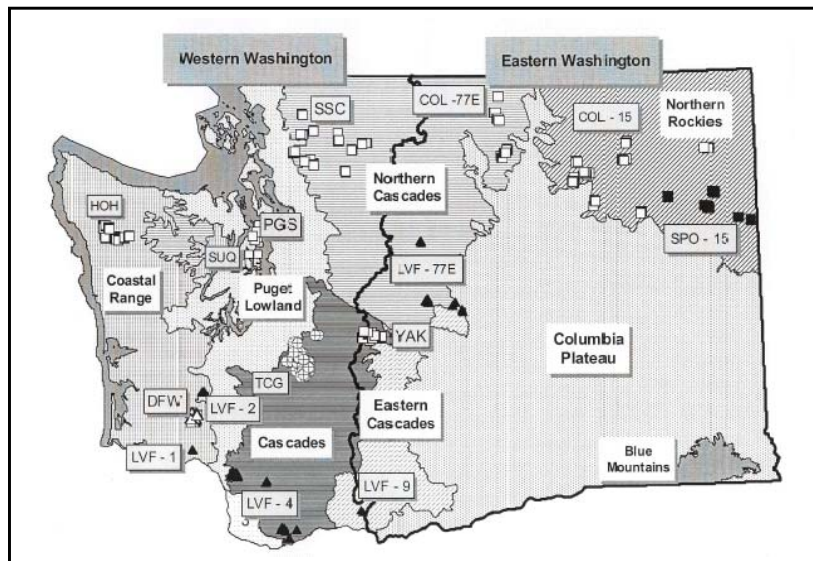 Western Washington
Eastern Washington
SSC
COL -77E
COL - 15
Northern
Rockies
Northern
Cascades
HOH
PGS
SUQ
SPO - 15
LVF - 77E
Coastal
Range
Puget
Lowland
YAK
Columbia
Plateau
TCG
DFW
LVF - 2
Eastern
Cascades
Cascades
LVF - 1
Blue
Mountains
LVF - 9
LVF - 4